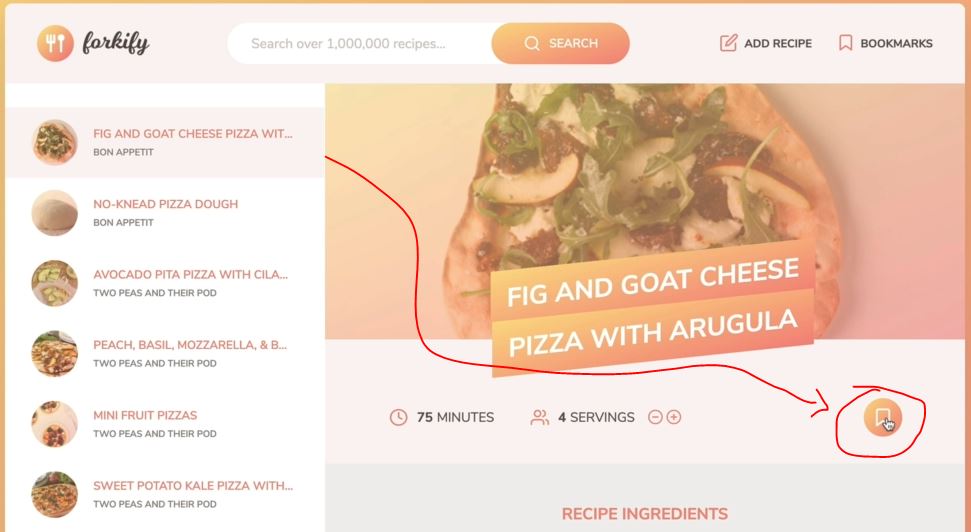 forkify
Search over 1,000,000 recipes...
SEARCH
ADD RECIPE
BOOKMARKS
FIG AND GOAT CHEESE PIZZA WIT...
BON APPETIT
NO-KNEAD PIZZA DOUGH
BON APPETIT
AVOCADO PITA PIZZA WITH CILA...
TWO PEAS AND THEIR POD
PEACH, BASIL, MOZZARELLA, & B...
TWO PEAS AND THEIR POD
MINI FRUIT PIZZAS
TWO PEAS AND THEIR POD
SWEET POTATO KALE PIZZA WITH...
TWO PEAS AND THEIR POD
FIG AND GOAT CHEESE
PIZZA WITH ARUGULA
75 MINUTES
4 SERVINGS
RECIPE INGREDIENTS